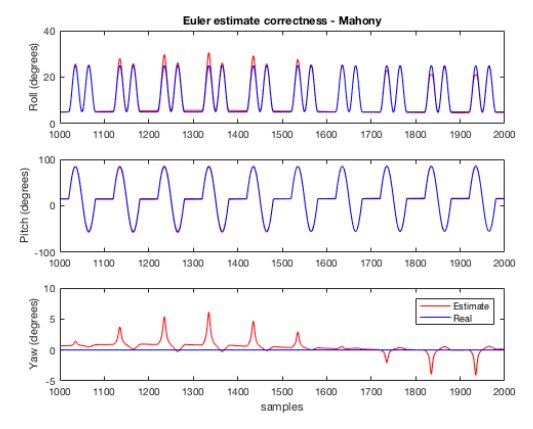 Euler estimate correctness - Mahony
Roll (degrees)
40
20
0
1000 1100 1200 1300 1400 1500 1600 1700 1800 1900 2000
Pitch (degrees)
100
0
-100
1000 1100 1200 1300 1400 1500 1600 1700 1800 1900 2000
Yaw (degrees)
10
5
0
-5
Estimate
Real
1000 1100 1200 1300 1400 1500 1600 1700 1800 1900 2000
samples